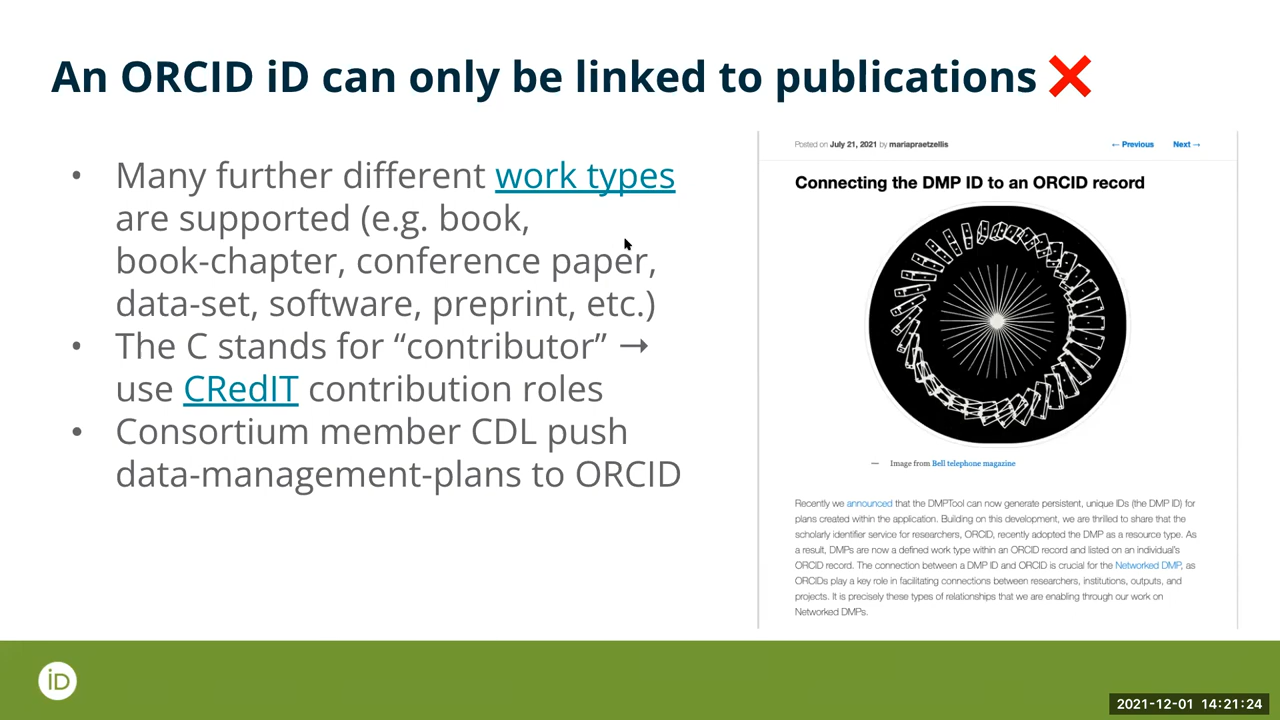 An ORCID iD can only be linked to publications ❌
• Many further different work types
are supported (e.g. book,
book-chapter, conference paper,
data-set, software, preprint, etc.)
• The C stands for “contributor” →
use CRedIT contribution roles
• Consortium member CDL push
data-management-plans to ORCID
Posted on July 21, 2021 by mariapraetzellis
← Previous Next →
Connecting the DMP ID to an ORCID record
— Image from Bell telephone magazine
Recently we announced that the DMPTool can now generate persistent, unique IDs (the DMP ID) for
plans created within the application. Building on this development, we are thrilled to share that the
scholarly identifier service for researchers, ORCID, recently adopted the DMP as a resource type. As
a result, DMPs are now a defined work type within an ORCID record and listed on an individual's
ORCID record. The connection between a DMP ID and ORCID is crucial for the Networked DMP, as
ORCIDs play a key role in facilitating connections between researchers, institutions, outputs, and
projects. It is precisely these types of relationships that we are enabling through our work on
Networked DMPs.
iD
2021-12-01 14:21:24